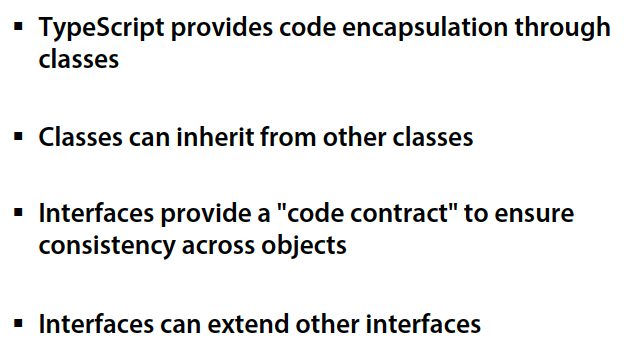 ▪ TypeScript provides code encapsulation through
classes
▪ Classes can inherit from other classes
▪ Interfaces provide a "code contract" to ensure
consistency across objects
▪ Interfaces can extend other interfaces